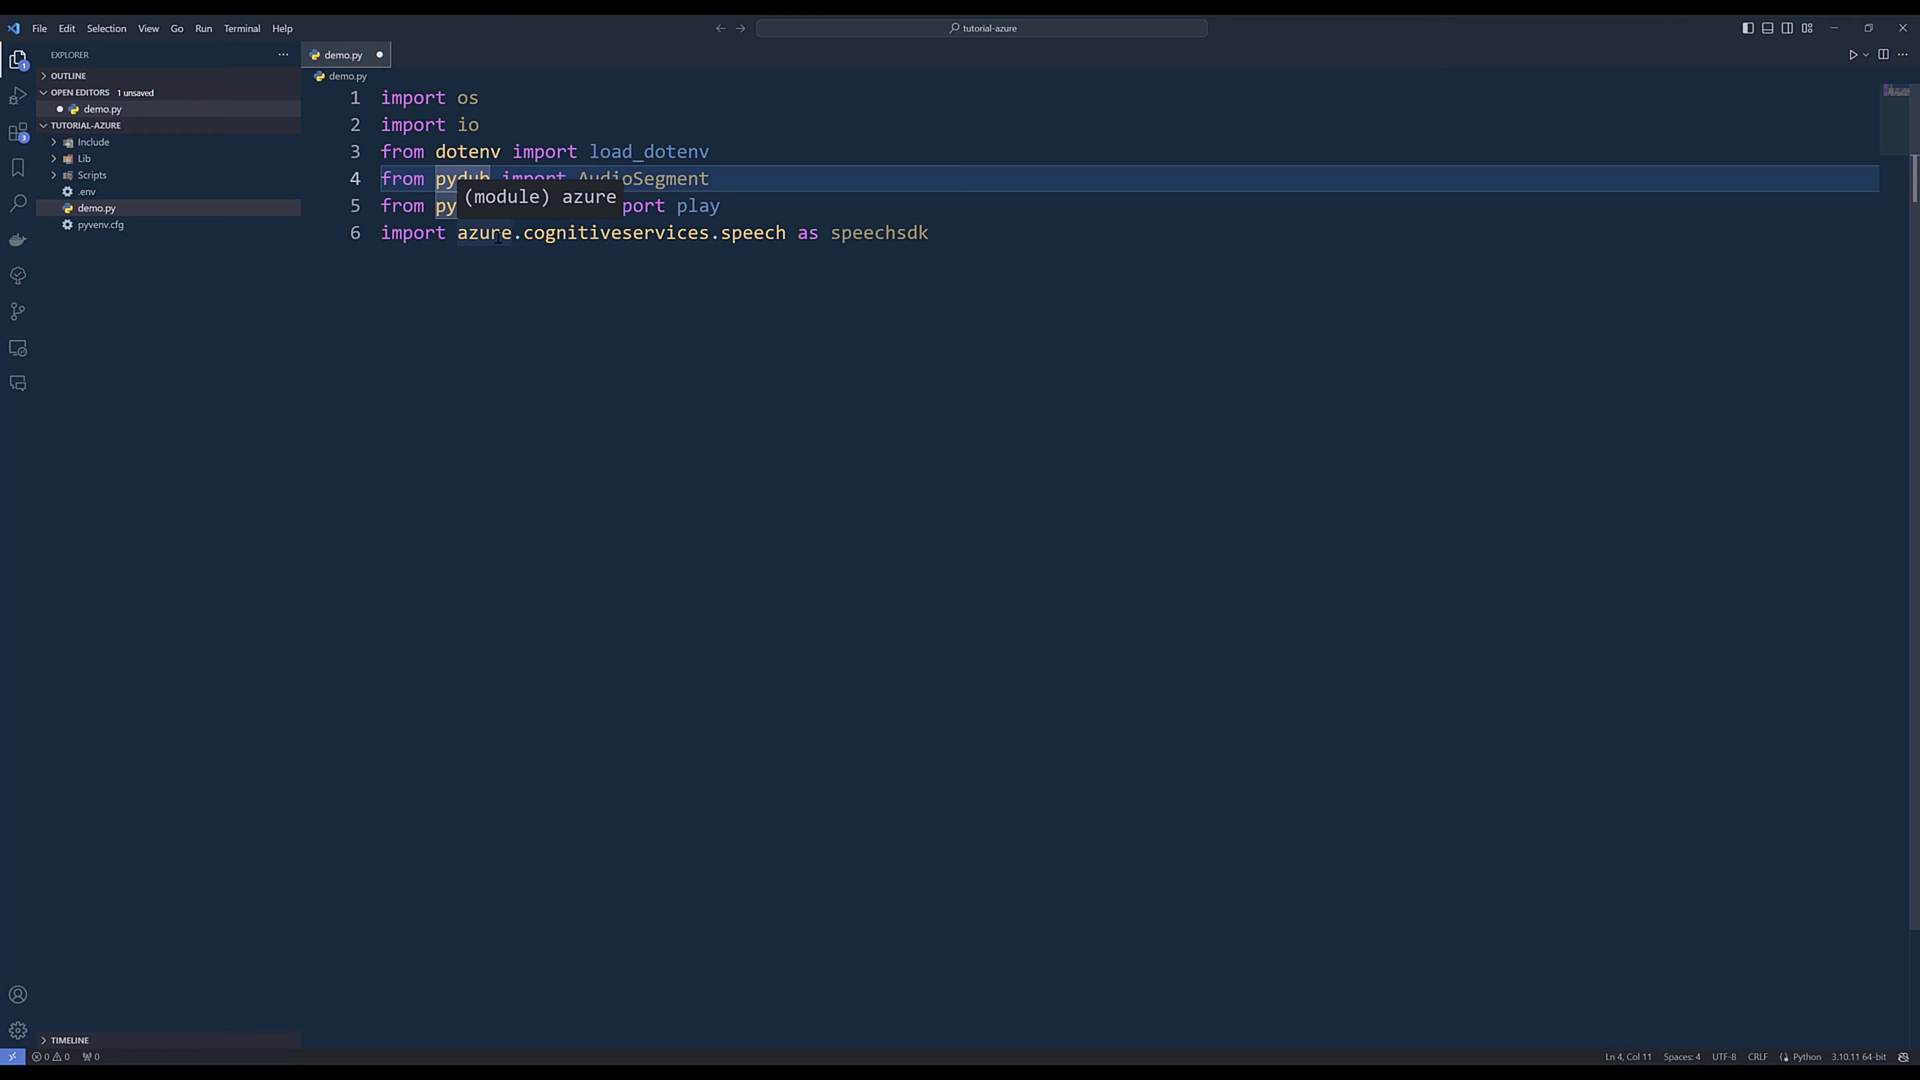 File Edit Selection View Go Run Terminal Help
tutorial-azure
EXPLORER
OUTLINE
OPEN EDITORS 1 unsaved
demo.py
TUTORIAL-AZURE
Include
Lib
Scripts
.env
demo.py
pyvenv.cfg
TIMELINE
demo.py
demo.py
1 import os
2 import io
3 from dotenv import load_dotenv
4 from pydub import AudioSegment
(module) azure
5 from py port play
6 import azure.cognitiveservices.speech as speechsdk
0 0 0
Ln 4, Col 11 Spaces: 4 UTF-8 CRLF Python 3.10.11 64-bit